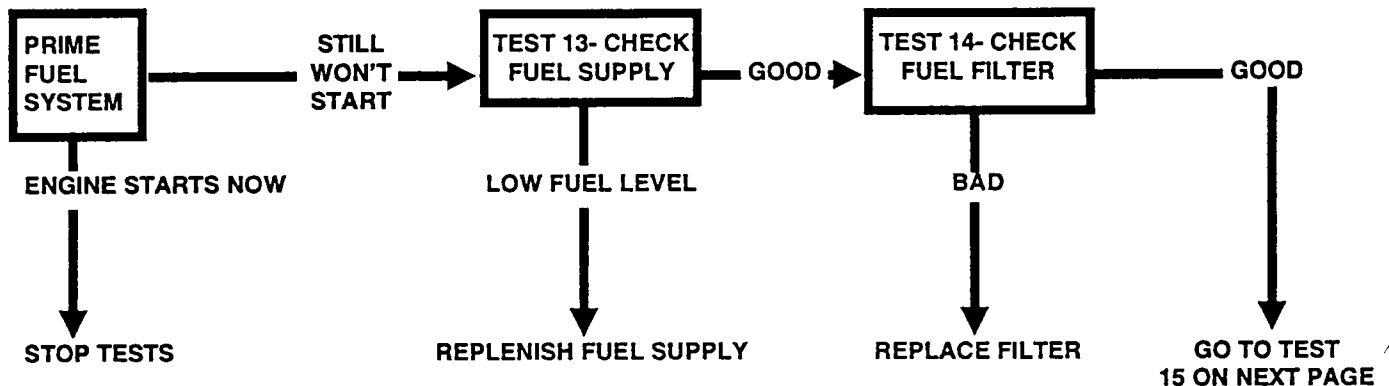 PRIME
FUEL
SYSTEM
STILL
WON'T
START
TEST 13- CHECK
FUEL SUPPLY
GOOD
TEST 14- CHECK
FUEL FILTER
GOOD
ENGINE STARTS NOW
LOW FUEL LEVEL
BAD
STOP TESTS
REPLENISH FUEL SUPPLY
REPLACE FILTER
GO TO TEST
15 ON NEXT PAGE